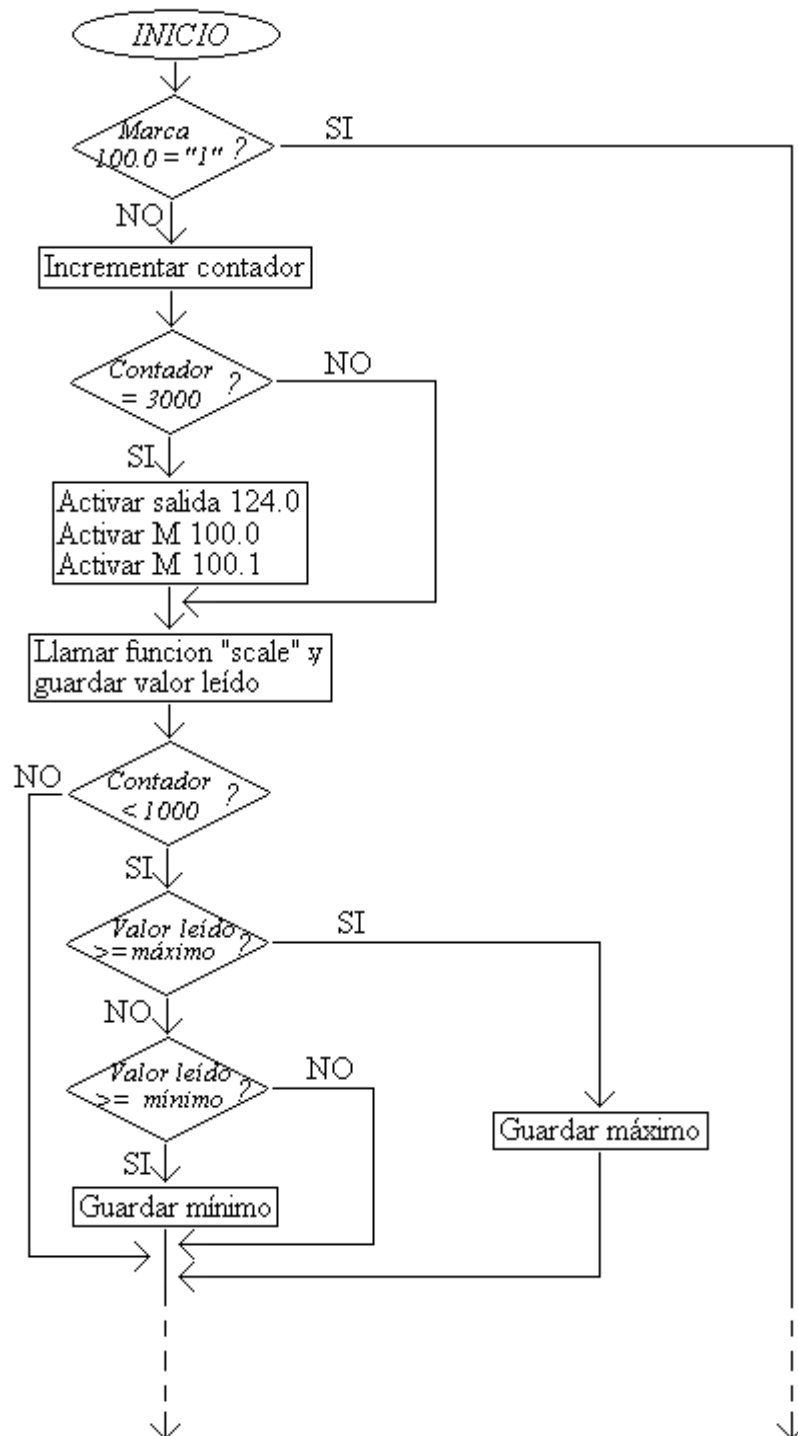 INICIO
Marca
100.0 = "1" ?
SI
NO
Incrementar contador
Contador
= 3000 ?
NO
SI
Activar salida 124.0
Activar M 100.0
Activar M 100.1
Llamar funcion "scale" y
guardar valor leído
NO
Contador
< 1000 ?
SI
Valor leído
>= máximo ?
SI
NO
Valor leído
>= mínimo ?
NO
Guardar máximo
SI
Guardar mínimo